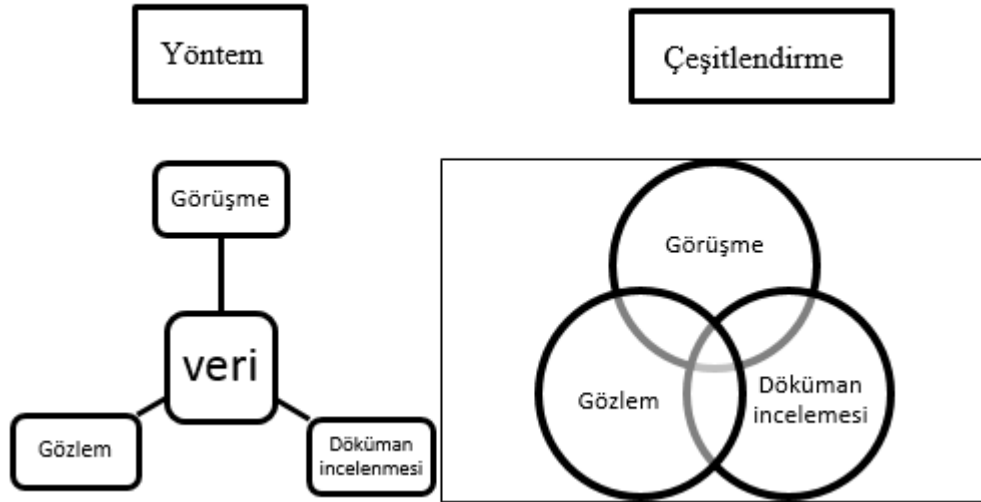 Yöntem
Çeşitlendirme
Görüşme
veri
Gözlem
Döküman
incelenmesi
Görüşme
Gözlem
Döküman
incelemesi